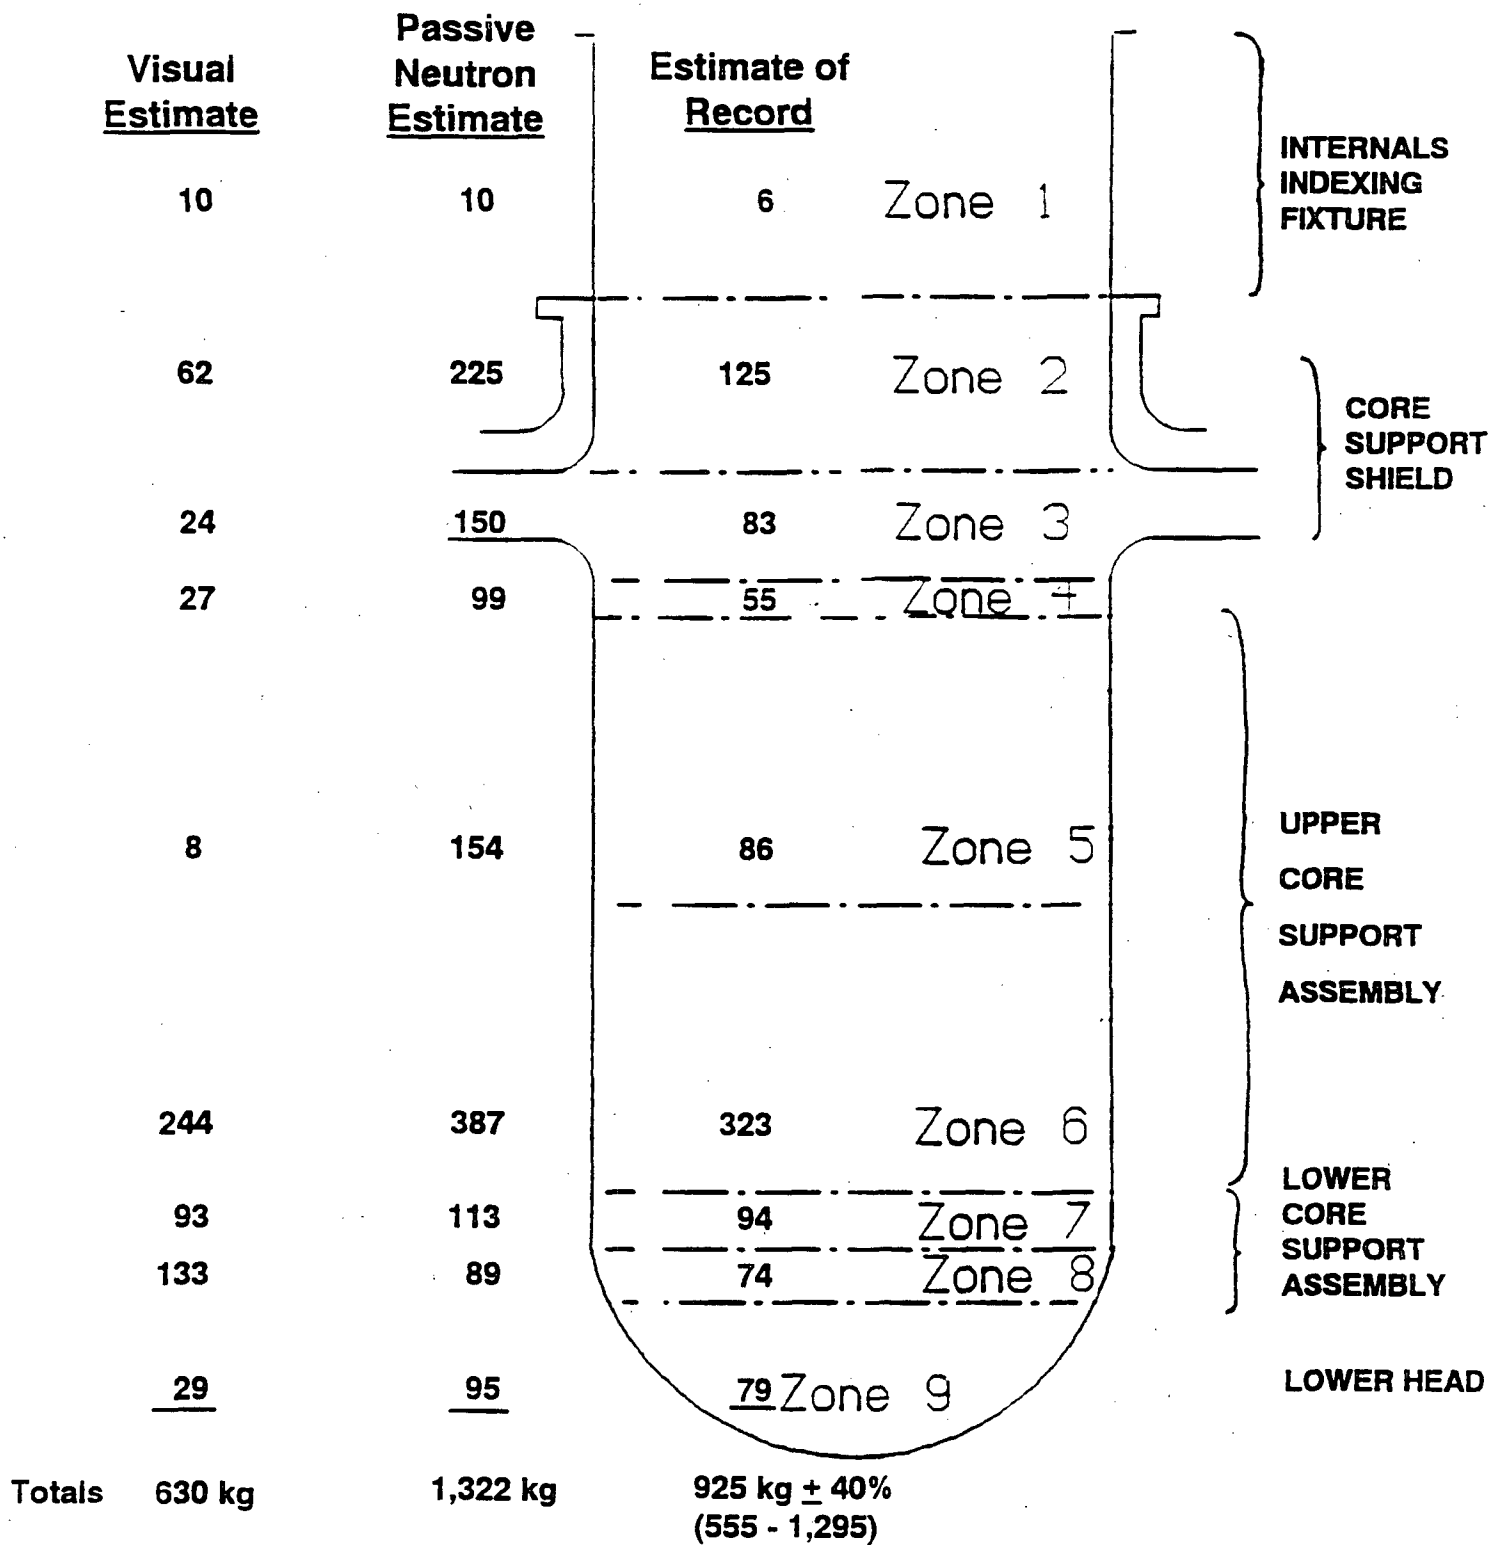 Visual
Estimate
Passive
Neutron
Estimate
Estimate of
Record
10 10 6 Zone 1
INTERNALS
INDEXING
FIXTURE
62 225 125 Zone 2
CORE
SUPPORT
SHIELD
24 150 83 Zone 3
27 99 55 Zone 4
8 154 86 Zone 5
UPPER
CORE
SUPPORT
ASSEMBLY
244 387 323 Zone 6
93 113 94 Zone 7
133 89 74 Zone 8
LOWER
CORE
SUPPORT
ASSEMBLY
29 95 79 Zone 9
LOWER HEAD
Totals 630 kg 1,322 kg 925 kg ± 40%
(555 - 1,295)